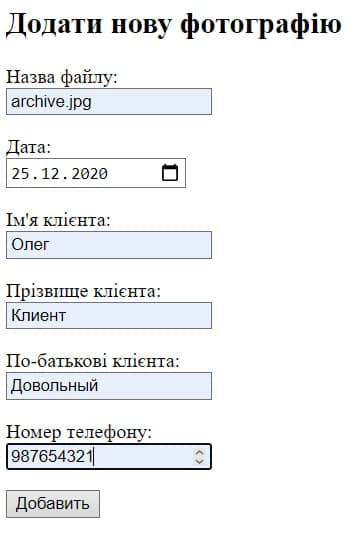 Додати нову фотографію
Назва файлу:
archive.jpg
Дата:
25.12.2020
Ім'я клієнта:
Олег
Прізвище клієнта:
Клиент
По-батькові клієнта:
Довольный
Номер телефону:
987654321
Добавить